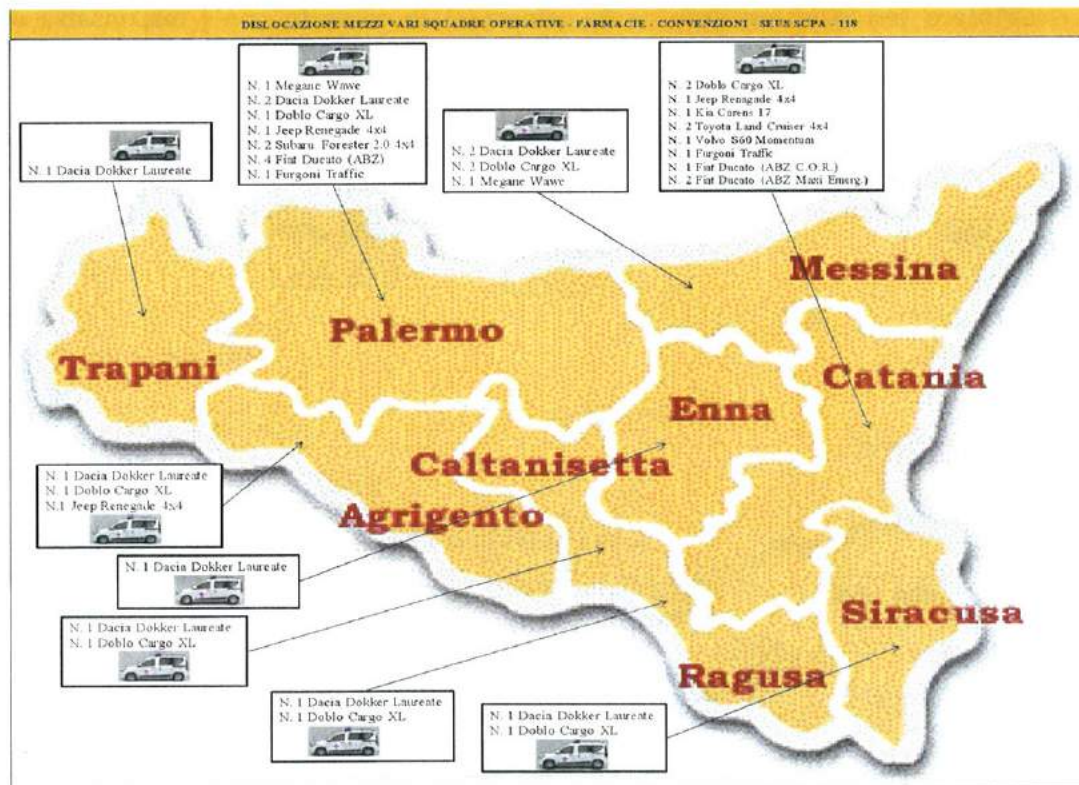 DISLOCAZIONE MEZZI VARI SQUADRE OPERATIVE - FARMACIE - CONVENZIONI - SEUS SCPA - 118
N. 1 Dacia Dokker Laureate
N. 1 Megane Wawe
N. 2 Dacia Dokker Laureate
N. 1 Doblo Cargo XL
N. 1 Jeep Renegade 4x4
N. 2 Subaru Forester 2.0 4x4
N. 4 Fiat Ducato (ABZ)
N. 1 Furgoni Traffic
N. 2 Dacia Dokker Laureate
N. 2 Doblo Cargo XL
N. 1 Megane Wawe
N. 2 Doblo Cargo XL
N. 1 Jeep Renagade 4x4
N. 1 Kia Carens 17
N. 2 Toyota Land Cruiser 4x4
N. 1 Volvo S60 Momentum
N. 1 Furgoni Traffic
N. 1 Fiat Ducato (ABZ C.O.R.)
N. 2 Fiat Ducato (ABZ Maxi Emerg.)
Messina
Palermo
Trapani
Catania
Enna
Caltanisetta
Agrigento
N. 1 Dacia Dokker Laureate
N. 1 Doblo Cargo XL
N.1 Jeep Renegade 4x4
N. 1 Dacia Dokker Laureate
Siracusa
N. 1 Dacia Dokker Laureate
N. 1 Doblo Cargo XL
Ragusa
N. 1 Dacia Dokker Laureate
N. 1 Doblo Cargo XL
N. 1 Dacia Dokker Laureate
N. 1 Doblo Cargo XL